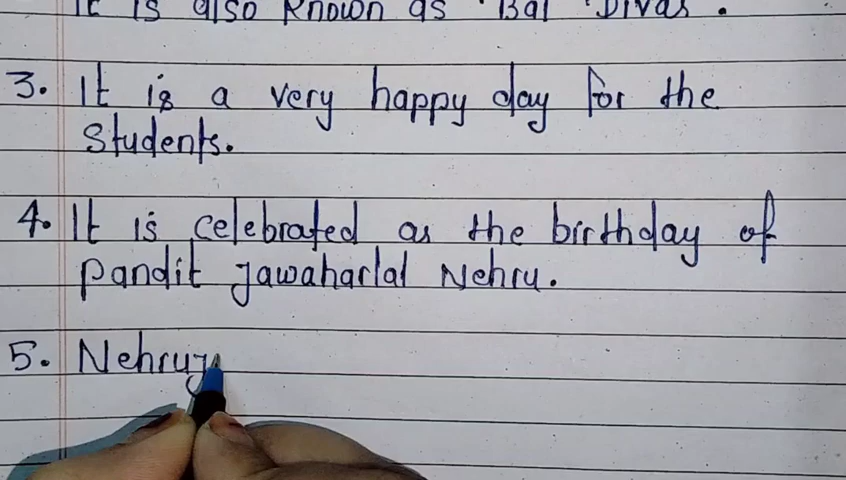 It is also known as 'Bal Divas'.
3. It is a very happy day for the
students.
4. It is celebrated as the birthday of
Pandit Jawaharlal Nehru.
5. Nehruj